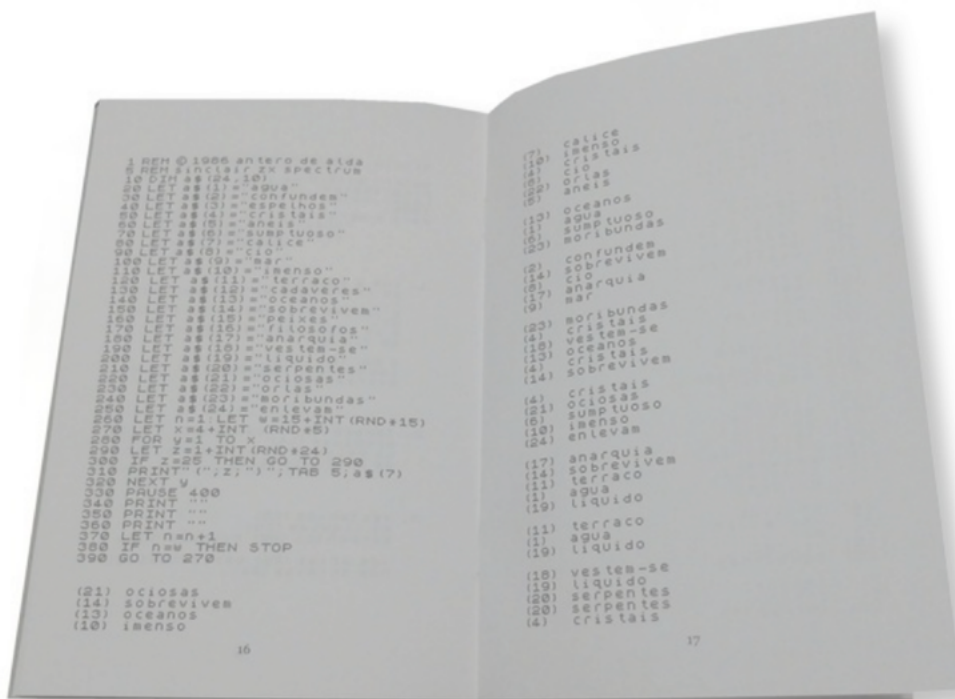 1 REM © 1986 antero de alda
5 REM sinclair zx spectrum
10 DIM a$(24,10)
20 LET a$(1)="agua"
30 LET a$(2)="confundem"
40 LET a$(3)="espelhos"
50 LET a$(4)="cristais"
60 LET a$(5)="aneis"
70 LET a$(6)="sumptuoso"
80 LET a$(7)="calice"
90 LET a$(8)="cio"
100 LET a$(9)="mar"
110 LET a$(10)="imenso"
120 LET a$(11)="terraco"
130 LET a$(12)="cadaveres"
140 LET a$(13)="oceanos"
150 LET a$(14)="sobrevivem"
160 LET a$(15)="peixes"
170 LET a$(16)="filosofos"
180 LET a$(17)="anarquia"
190 LET a$(18)="vestem-se"
200 LET a$(19)="liquido"
210 LET a$(20)="serpentes"
220 LET a$(21)="ociosas"
230 LET a$(22)="orlas"
240 LET a$(23)="moribundas"
250 LET a$(24)="enlevam"
260 LET n=1:LET w=15+INT(RND*15)
270 LET x=4+INT (RND*5)
280 FOR y=1 TO x
290 LET z=1+INT(RND*24)
300 IF z=25 THEN GO TO 290
310 PRINT"(";z;")";TAB 5;a$(7)
320 NEXT y
330 PAUSE 400
340 PRINT ""
350 PRINT ""
360 PRINT ""
370 LET n=n+1
380 IF n=w THEN STOP
390 GO TO 270
(21) ociosas
(14) sobrevivem
(13) oceanos
(10) imenso
16
(7) calice
(10) imenso
(4) cristais
(8) cio
(22) orlas
(5) aneis
(13) oceanos
(1) agua
(6) sumptuoso
(23) moribundas
(2) confundem
(14) sobrevivem
(8) cio
(17) anarquia
(9) mar
(23) moribundas
(4) cristais
(18) vestem-se
(13) oceanos
(4) cristais
(14) sobrevivem
(4) cristais
(21) ociosas
(6) sumptuoso
(10) imenso
(24) enlevam
(17) anarquia
(14) sobrevivem
(11) terraco
(1) agua
(19) liquido
(11) terraco
(1) agua
(19) liquido
(18) vestem-se
(19) liquido
(20) serpentes
(20) serpentes
(4) cristais
17